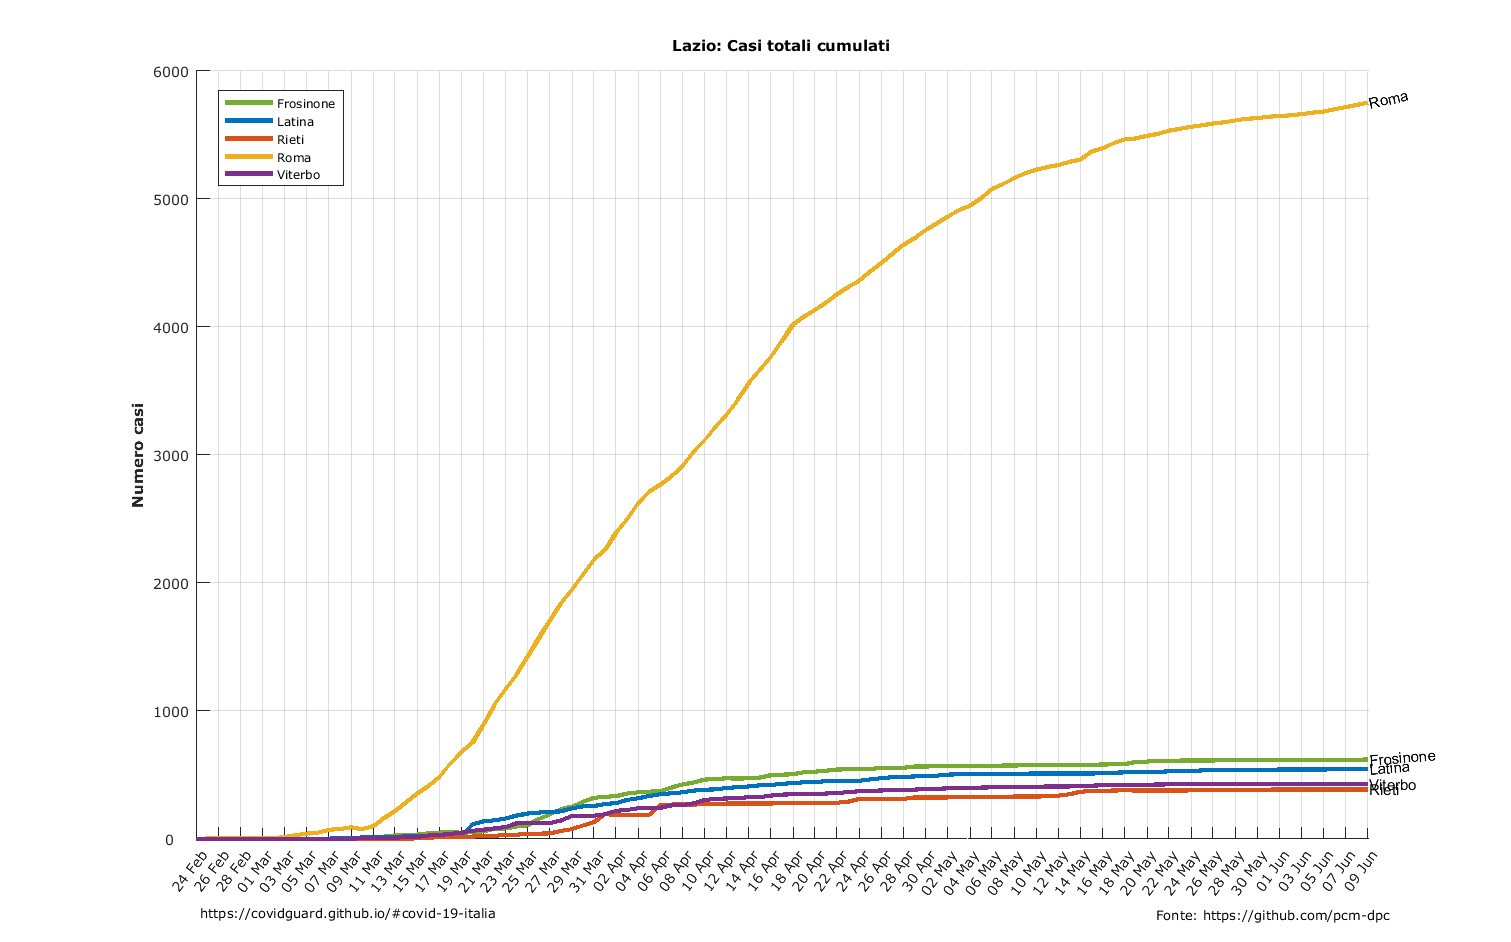 Lazio: Casi totali cumulati
6000
5000
4000
3000
2000
1000
0
Numero casi
Frosinone
Latina
Rieti
Roma
Viterbo
Roma
Frosinone
Latina
Viterbo
Rieti
24 Feb
26 Feb
28 Feb
01 Mar
03 Mar
05 Mar
07 Mar
09 Mar
11 Mar
13 Mar
15 Mar
17 Mar
19 Mar
21 Mar
23 Mar
25 Mar
27 Mar
29 Mar
31 Mar
02 Apr
04 Apr
06 Apr
08 Apr
10 Apr
12 Apr
14 Apr
16 Apr
18 Apr
20 Apr
22 Apr
24 Apr
26 Apr
28 Apr
30 Apr
02 May
04 May
06 May
08 May
10 May
12 May
14 May
16 May
18 May
20 May
22 May
24 May
26 May
28 May
30 May
01 Jun
03 Jun
05 Jun
07 Jun
09 Jun
https://covidguard.github.io/#covid-19-italia
Fonte: https://github.com/pcm-dpc